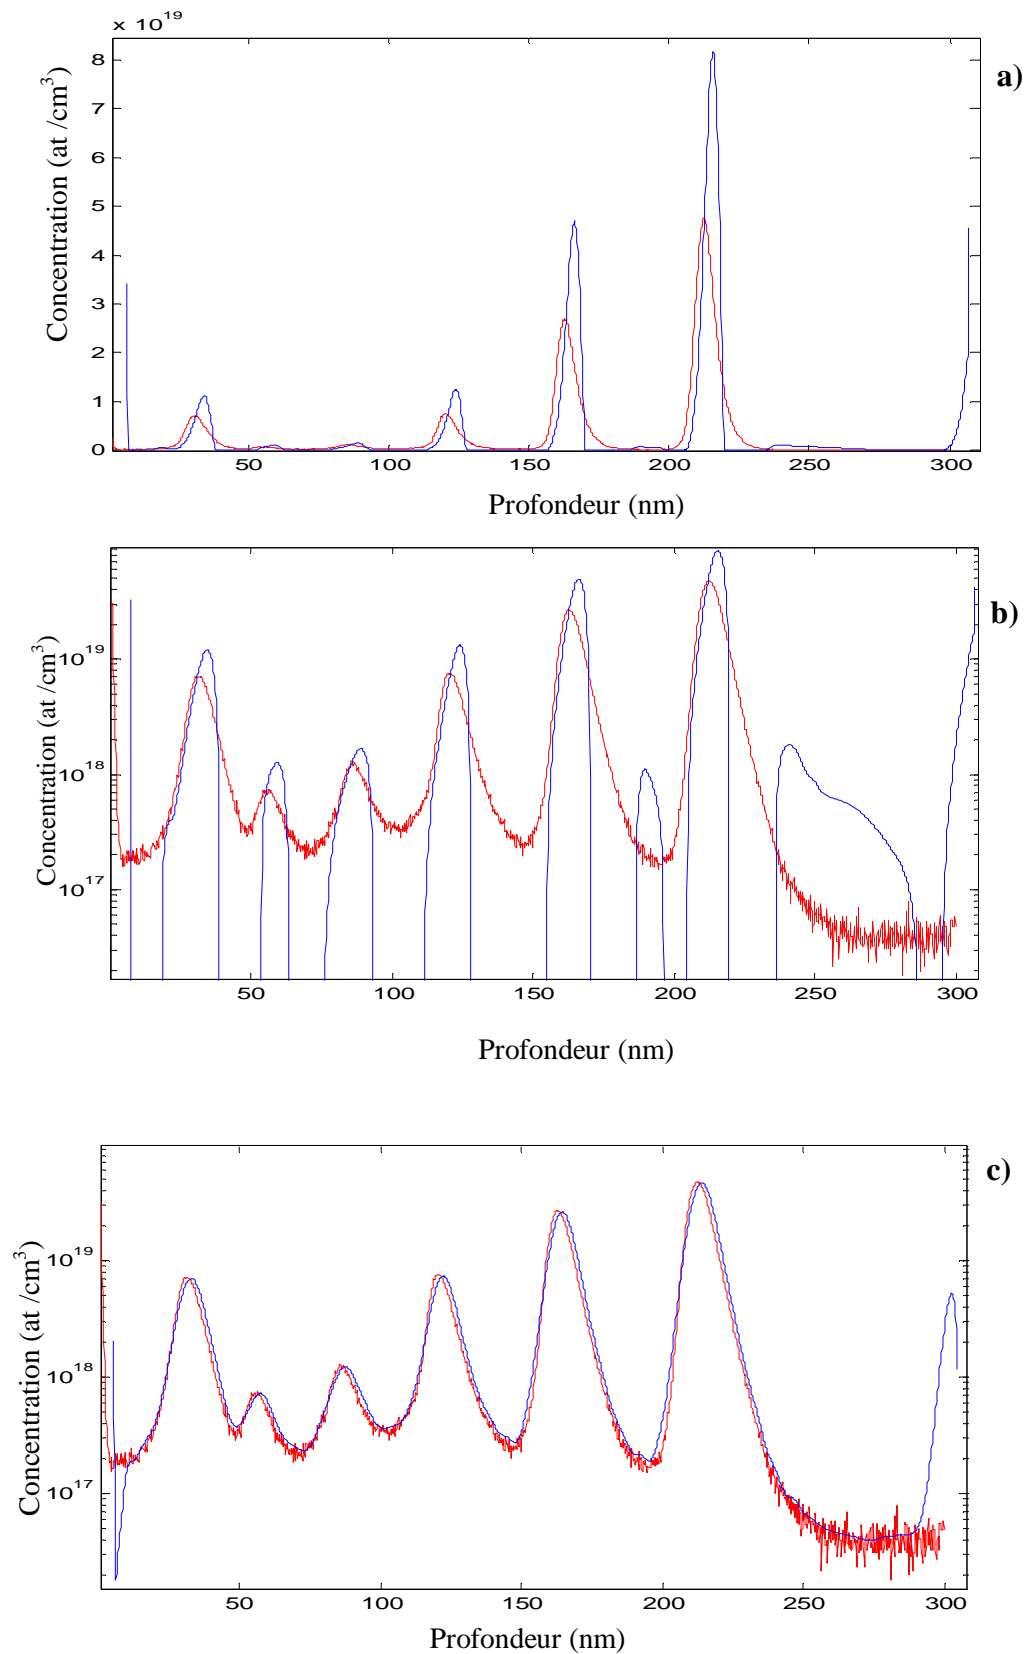 × 10^19
a)
8
7
6
5
4
3
2
1
0
Concentration (at /cm^3)
50 100 150 200 250 300
Profondeur (nm)
b)
10^19
10^18
10^17
Concentration (at /cm^3)
50 100 150 200 250 300
Profondeur (nm)
c)
10^19
10^18
10^17
Concentration (at /cm^3)
50 100 150 200 250 300
Profondeur (nm)